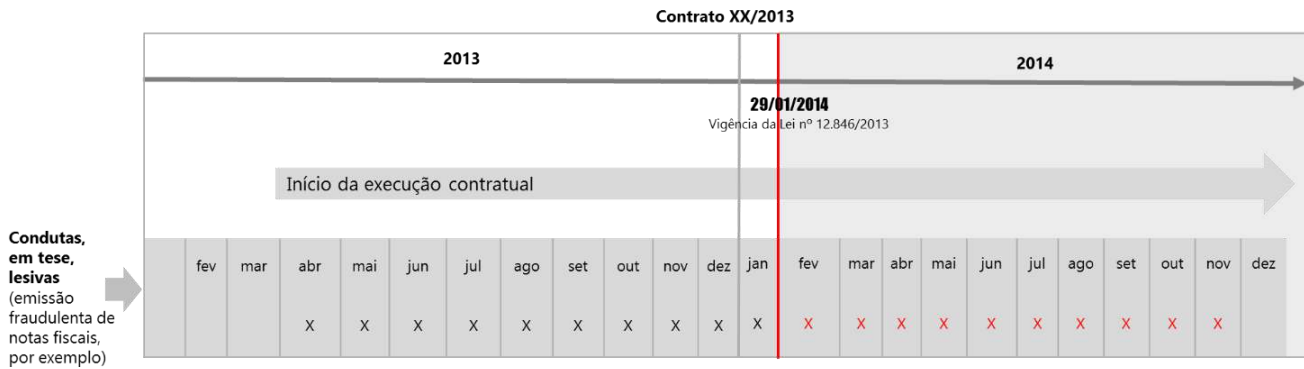 Contrato XX/2013
2013
2014
29/01/2014
Vigência da Lei nº 12.846/2013
Início da execução contratual
Condutas,
em tese,
lesivas
(emissão
fraudulenta de
notas fiscais,
por exemplo)
fev mar abr mai jun jul ago set out nov dez jan fev mar abr mai jun jul ago set out nov dez
X X X X X X X X X X X X X X X X X X X X